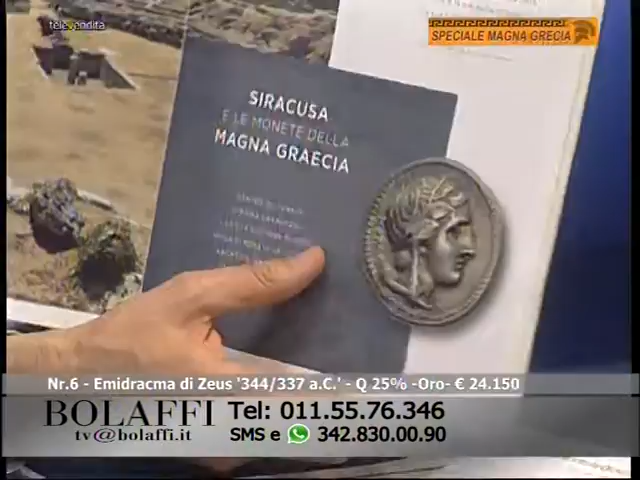 televendita
SPECIALE MAGNA GRECIA
SIRACUSA
E LE MONETE DELLA
MAGNA GRAECIA
Nr.6 - Emidracma di Zeus '344/337 a.C.' - Q 25% -Oro- € 24.150
BOLAFFI
tv@bolaffi.it
Tel: 011.55.76.346
SMS e 342.830.00.90